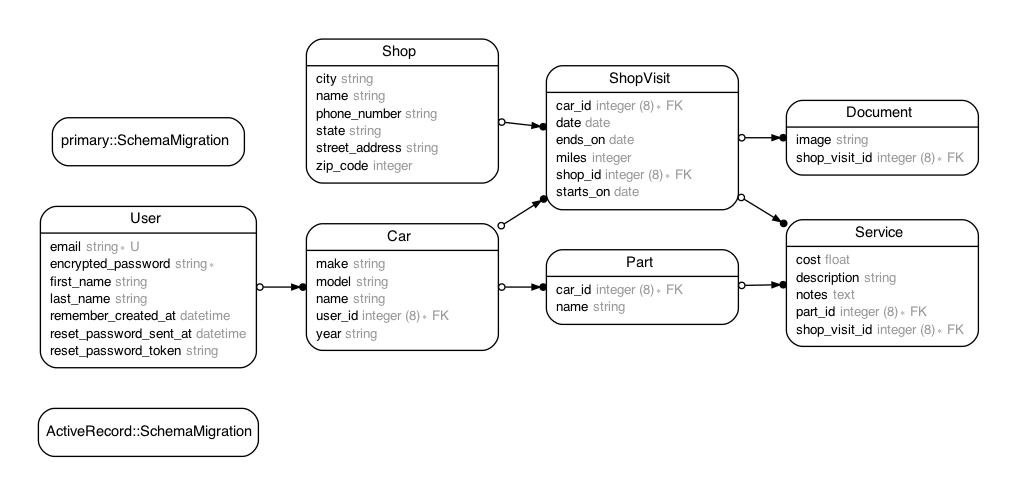 primary::SchemaMigration
User
email string∗ U
encrypted_password string∗
first_name string
last_name string
remember_created_at datetime
reset_password_sent_at datetime
reset_password_token string
ActiveRecord::SchemaMigration
Shop
city string
name string
phone_number string
state string
street_address string
zip_code integer
Car
make string
model string
name string
user_id integer (8)∗ FK
year string
ShopVisit
car_id integer (8)∗ FK
date date
ends_on date
miles integer
shop_id integer (8)∗ FK
starts_on date
Part
car_id integer (8)∗ FK
name string
Document
image string
shop_visit_id integer (8)∗ FK
Service
cost float
description string
notes text
part_id integer (8)∗ FK
shop_visit_id integer (8)∗ FK